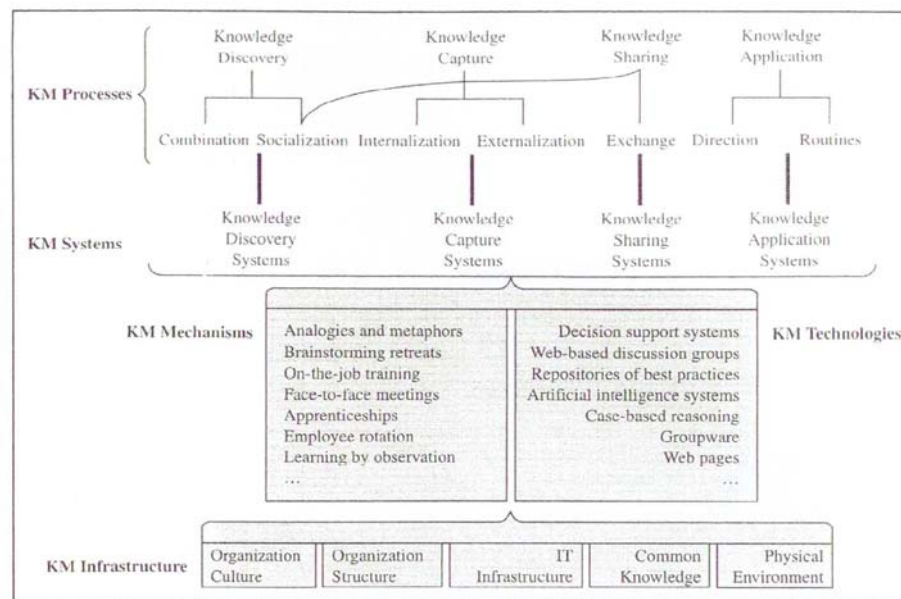 Knowledge Discovery
Knowledge Capture
Knowledge Sharing
Knowledge Application
KM Processes
Combination Socialization Internalization Externalization Exchange Direction Routines
KM Systems
Knowledge Discovery Systems
Knowledge Capture Systems
Knowledge Sharing Systems
Knowledge Application Systems
KM Mechanisms
Analogies and metaphors
Brainstorming retreats
On-the-job training
Face-to-face meetings
Apprenticeships
Employee rotation
Learning by observation
…
KM Technologies
Decision support systems
Web-based discussion groups
Repositories of best practices
Artificial intelligence systems
Case-based reasoning
Groupware
Web pages
…
KM Infrastructure
Organization Culture
Organization Structure
IT Infrastructure
Common Knowledge
Physical Environment